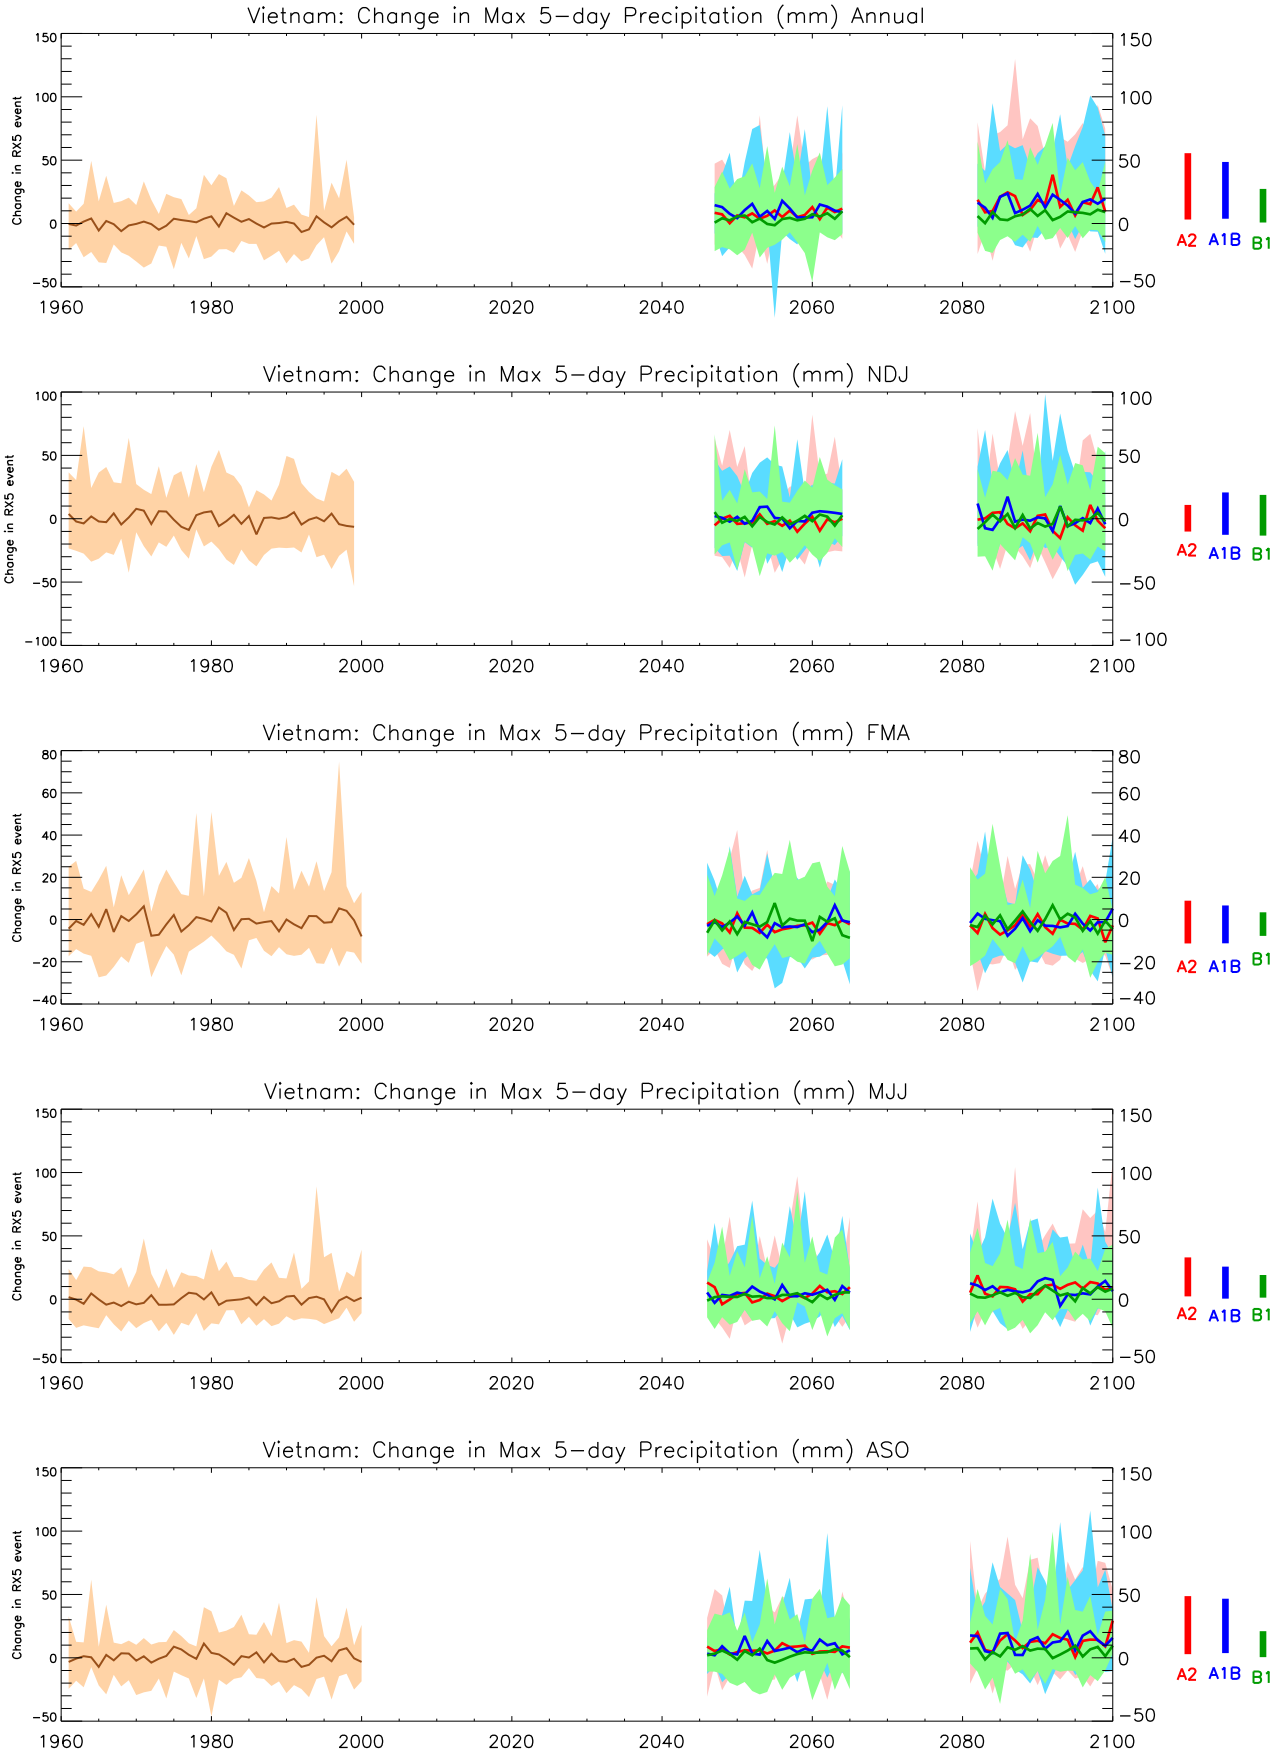 Vietnam: Change in Max 5-day Precipitation (mm) Annual
150 150
100 100
50 50
0 0
-50 -50
Change in RX5 event
1960 1980 2000 2020 2040 2060 2080 2100
A2 A1B B1
Vietnam: Change in Max 5-day Precipitation (mm) NDJ
100 100
50 50
0 0
-50 -50
-100 -100
Change in RX5 event
1960 1980 2000 2020 2040 2060 2080 2100
A2 A1B B1
Vietnam: Change in Max 5-day Precipitation (mm) FMA
80 80
60 60
40 40
20 20
0 0
-20 -20
-40 -40
Change in RX5 event
1960 1980 2000 2020 2040 2060 2080 2100
A2 A1B B1
Vietnam: Change in Max 5-day Precipitation (mm) MJJ
150 150
100 100
50 50
0 0
-50 -50
Change in RX5 event
1960 1980 2000 2020 2040 2060 2080 2100
A2 A1B B1
Vietnam: Change in Max 5-day Precipitation (mm) ASO
150 150
100 100
50 50
0 0
-50 -50
Change in RX5 event
1960 1980 2000 2020 2040 2060 2080 2100
A2 A1B B1